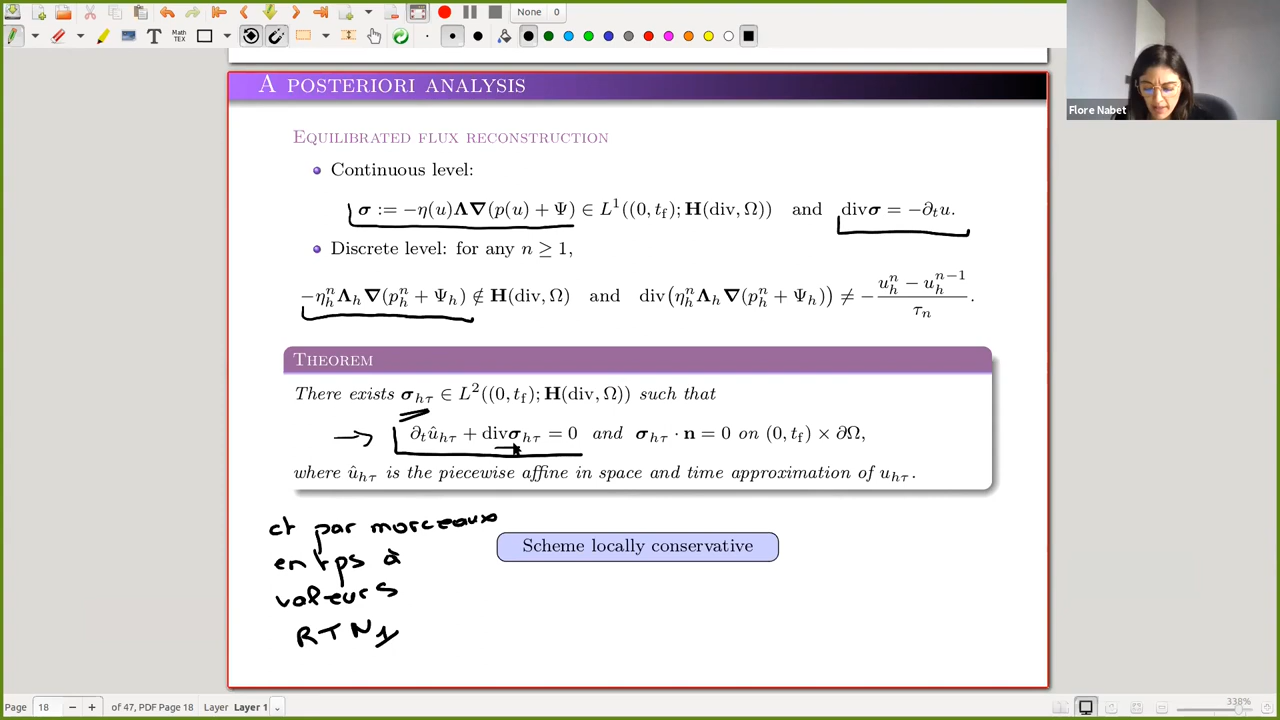 None 0
Math
TEX
A POSTERIORI ANALYSIS
Flore Nabet
EQUILIBRATED FLUX RECONSTRUCTION
Continuous level:
σ := −η(u)Λ∇(p(u) + Ψ) ∈ L¹((0, t_f); H(div, Ω)) and divσ = −∂_t u.
Discrete level: for any n ≥ 1,
−η_h^n Λ_h ∇(p_h^n + Ψ_h) ∉ H(div, Ω) and div(η_h^n Λ_h ∇(p_h^n + Ψ_h)) ≠ − (u_h^n − u_h^{n−1}) / τ_n .
THEOREM
There exists σ_{hτ} ∈ L²((0, t_f); H(div, Ω)) such that
∂_t û_{hτ} + divσ_{hτ} = 0 and σ_{hτ} · n = 0 on (0, t_f) × ∂Ω,
where û_{hτ} is the piecewise affine in space and time approximation of u_{hτ}.
ct par morceaux
en tps à
valeurs
RTN1
Scheme locally conservative
Page 18 of 47, PDF Page 18 Layer Layer 1
338%